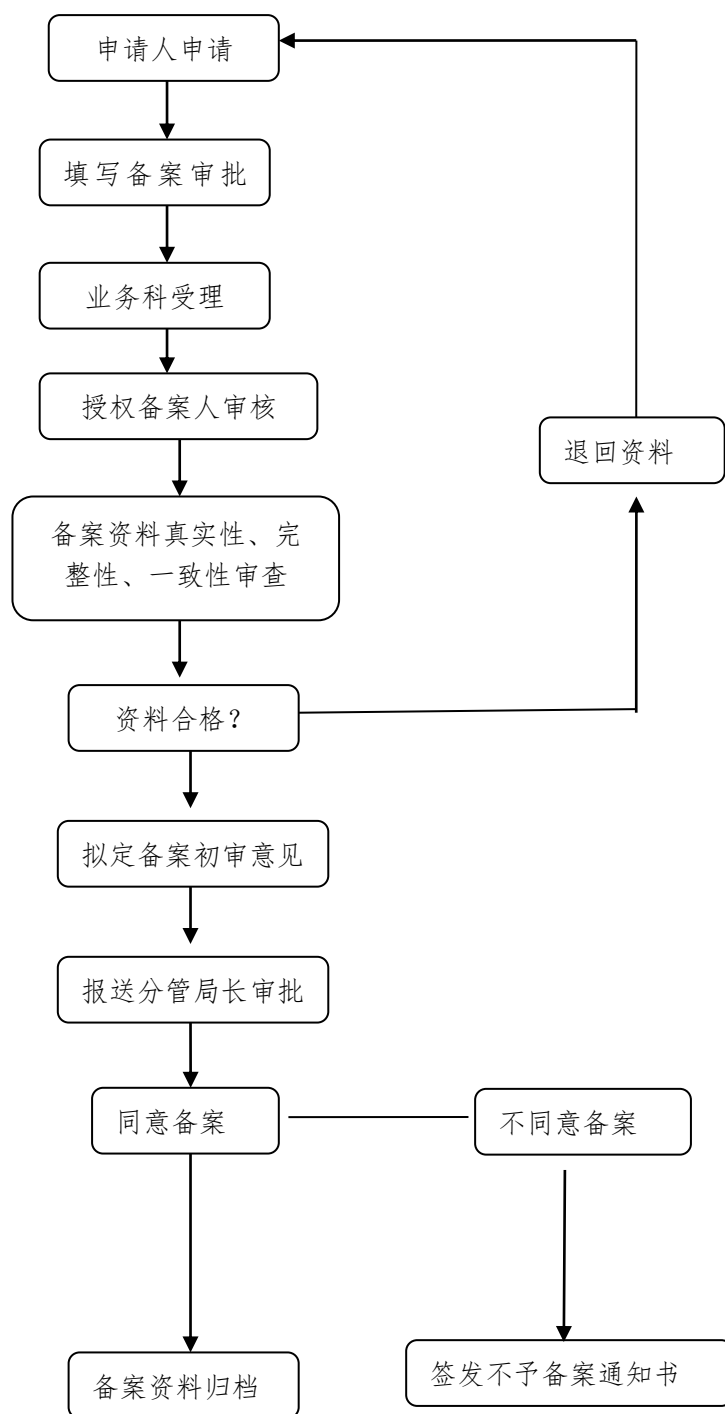 申请人申请
填写备案审批
业务科受理
授权备案人审核
退回资料
备案资料真实性、完
整性、一致性审查
资料合格?
拟定备案初审意见
报送分管局长审批
同意备案
不同意备案
备案资料归档
签发不予备案通知书